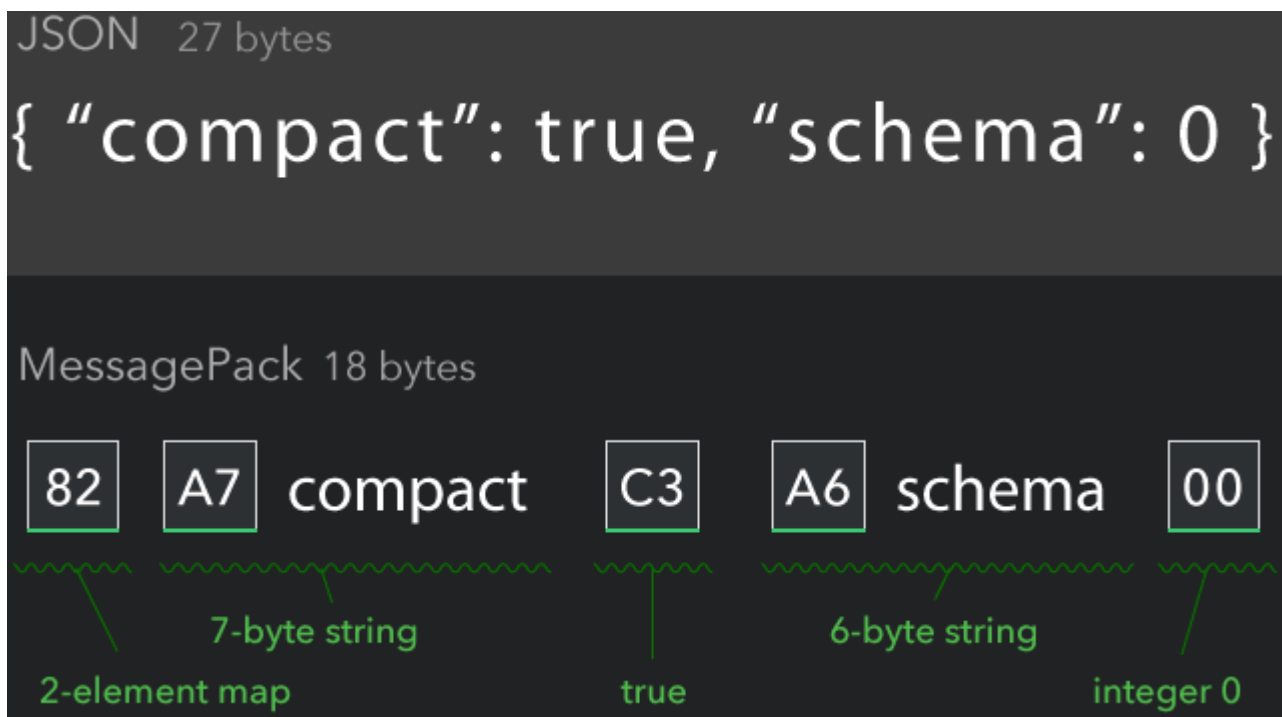 JSON 27 bytes
{ “compact”: true, “schema”: 0 }
MessagePack 18 bytes
82 A7 compact C3 A6 schema 00
7-byte string 6-byte string
2-element map true integer 0